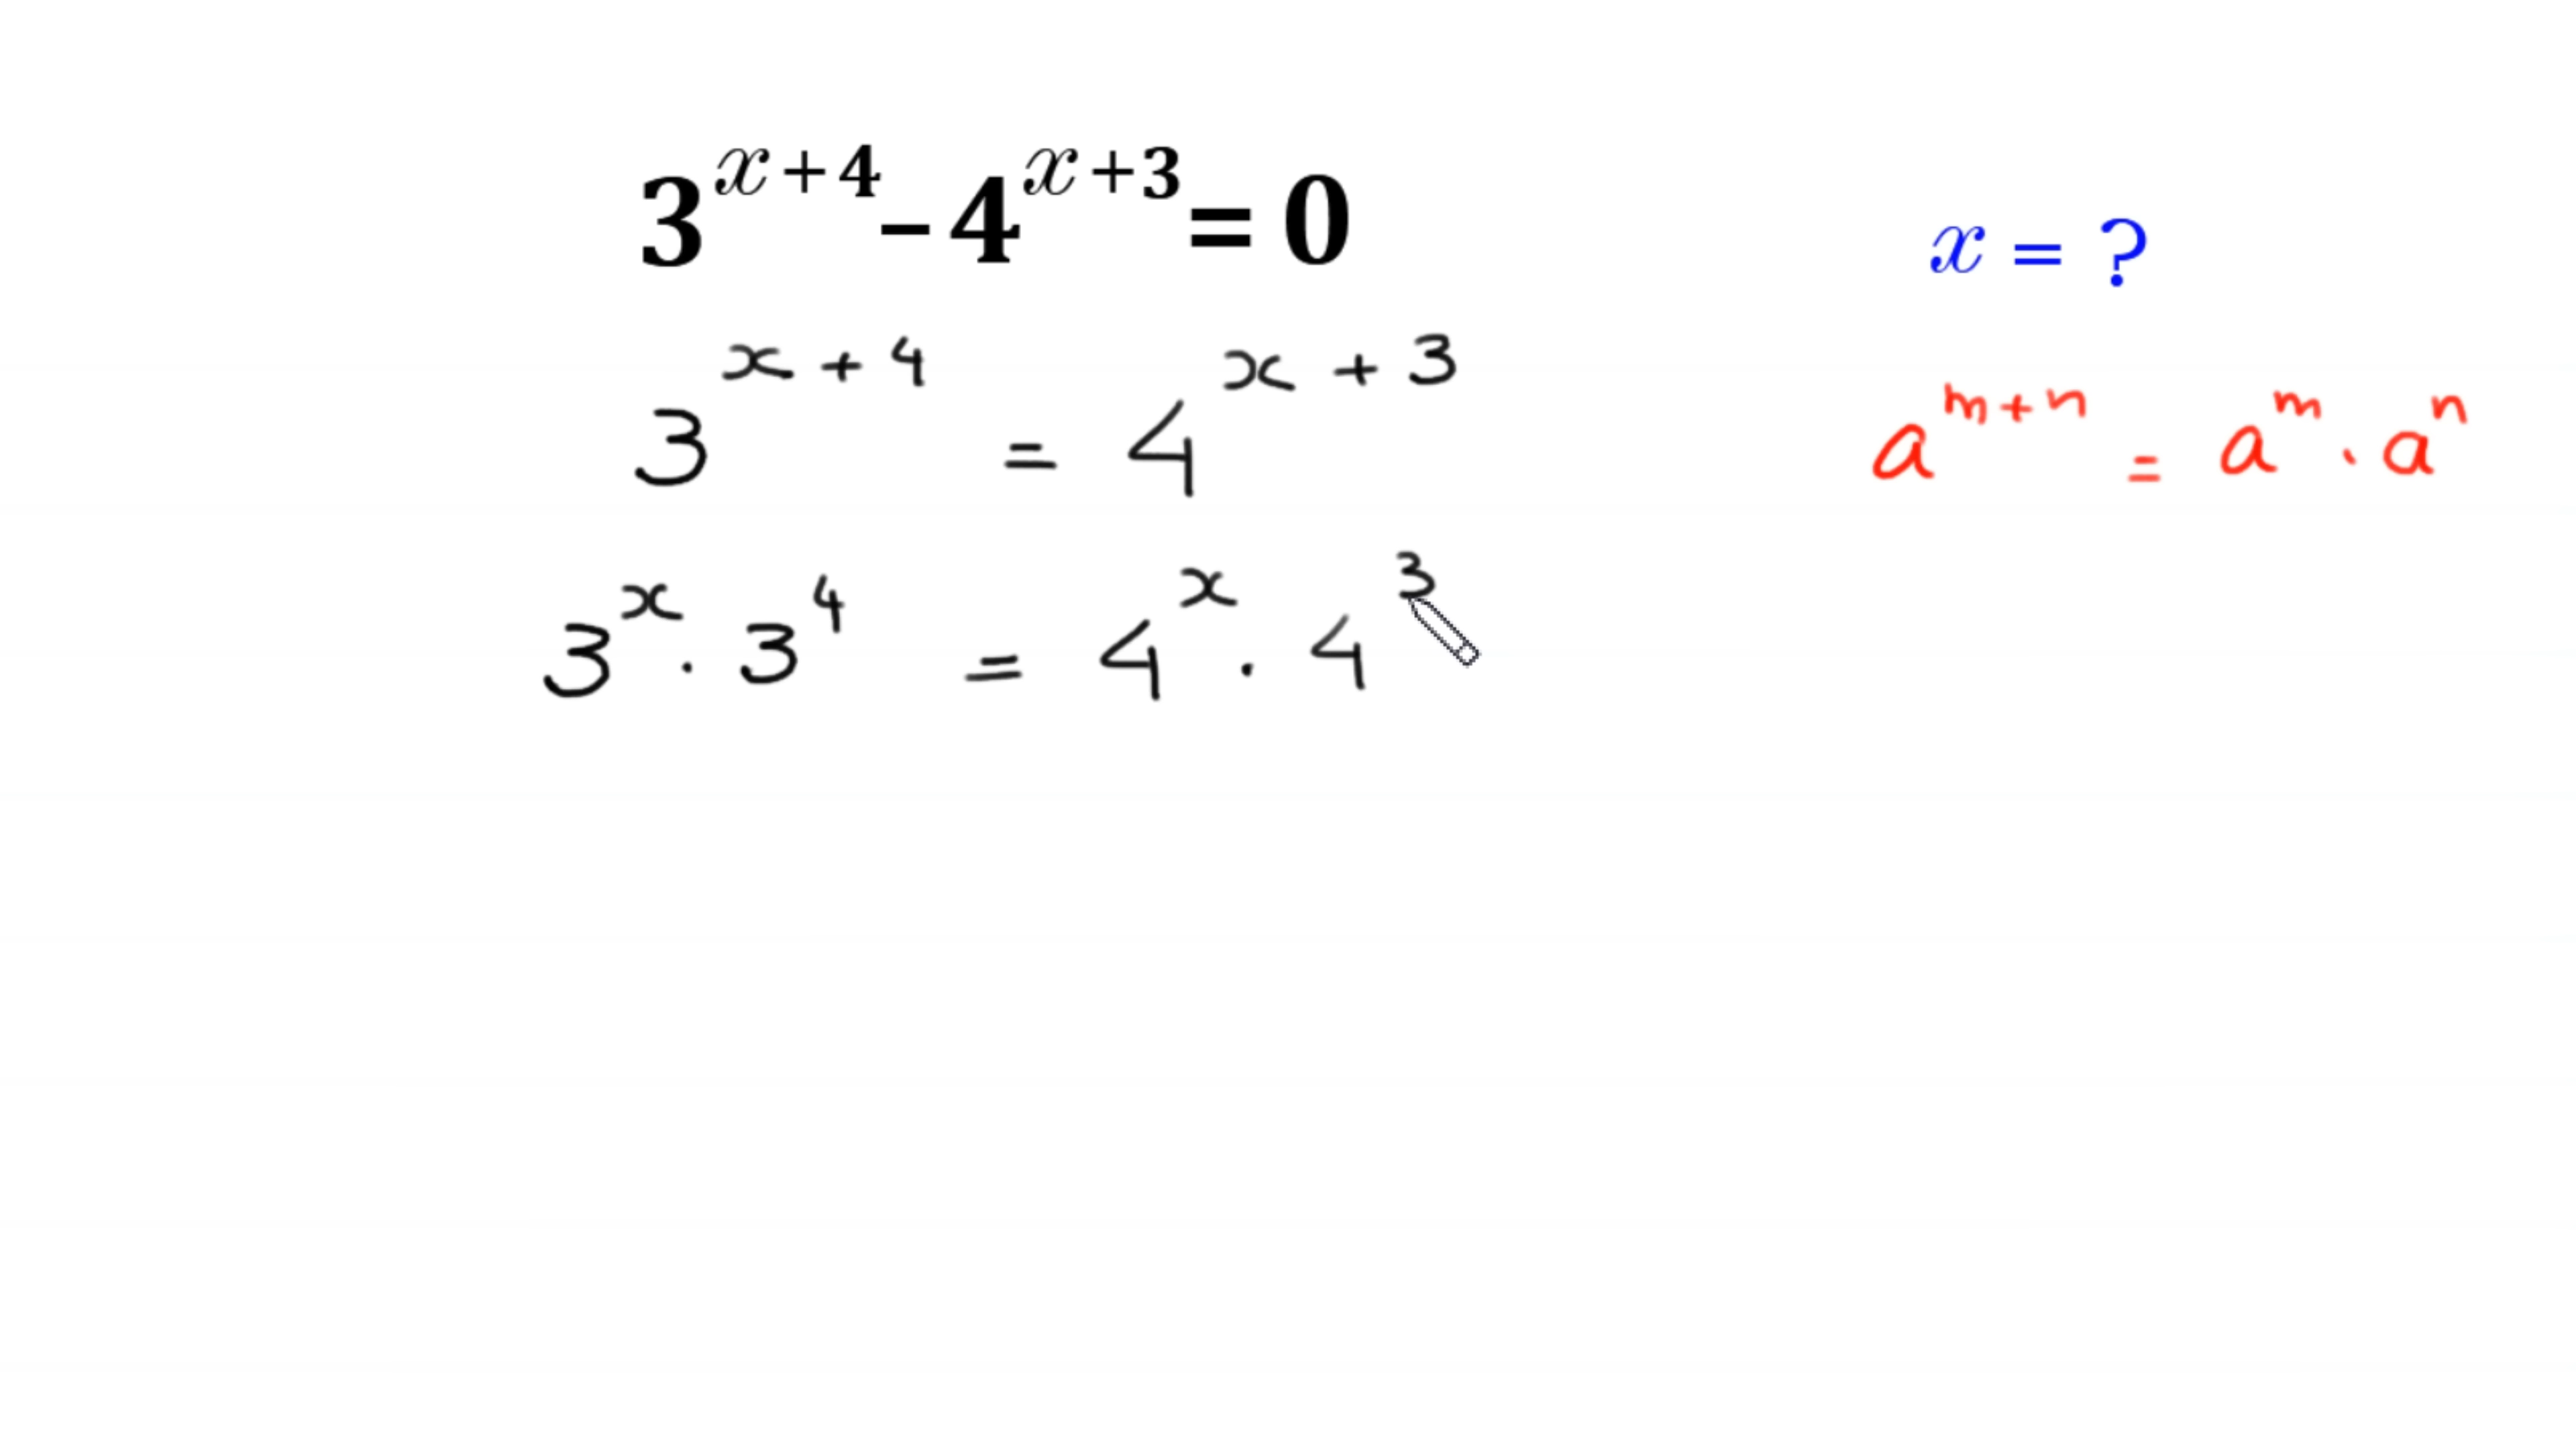 3^{x+4} – 4^{x+3} = 0
x = ?
3^{x+4} = 4^{x+3}
a^{m+n} = a^m · a^n
3^x · 3^4 = 4^x · 4^3